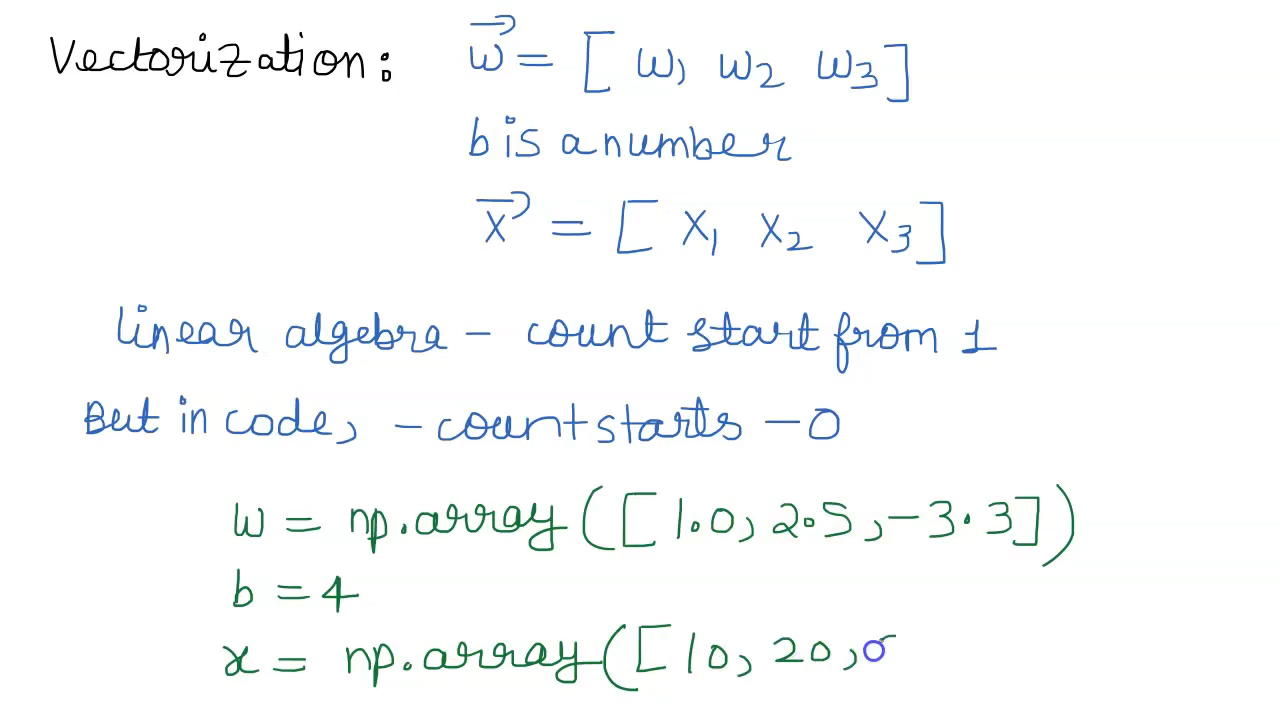 Vectorization: w⃗ = [ w1 w2 w3 ]
b is a number
x⃗ = [ x1 x2 x3 ]
linear algebra - count start from 1
But in code, - count starts - 0
w = np.array([1.0, 2.5, -3.3])
b = 4
x = np.array([10, 20,